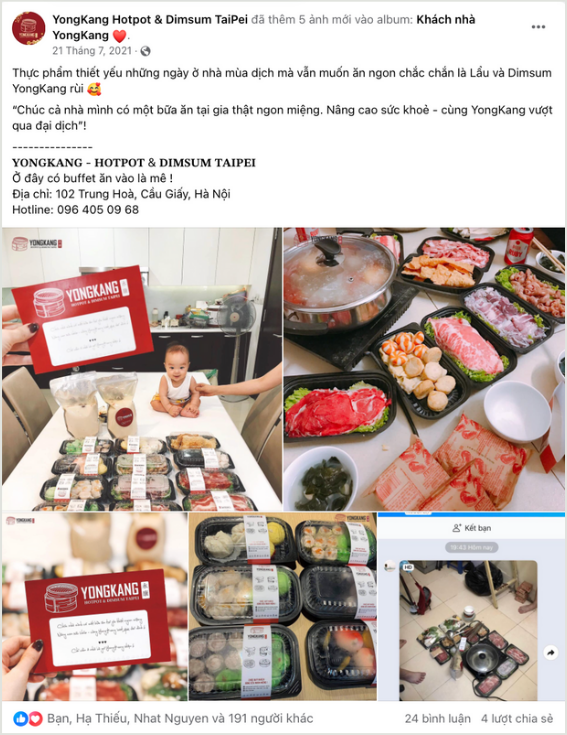 YongKang Hotpot & Dimsum TaiPei đã thêm 5 ảnh mới vào album: Khách nhà
YongKang ❤️.
21 Tháng 7, 2021 ·
Thực phẩm thiết yếu những ngày ở nhà mùa dịch mà vẫn muốn ăn ngon chắc chắn là Lẩu và Dimsum
YongKang rùi 🥰
“Chúc cả nhà mình có một bữa ăn tại gia thật ngon miệng. Nâng cao sức khoẻ - cùng YongKang vượt
qua đại dịch”!
---------------
𝐘𝐎𝐍𝐆𝐊𝐀𝐍𝐆 - 𝐇𝐎𝐓𝐏𝐎𝐓 & 𝐃𝐈𝐌𝐒𝐔𝐌 𝐓𝐀𝐈𝐏𝐄𝐈
Ở đây có buffet ăn vào là mê !
Địa chỉ: 102 Trung Hoà, Cầu Giấy, Hà Nội
Hotline: 096 405 09 68
YONGKANG
YONGKANG
HOTPOT & DIMSUM TAIPEI
YONGKANG
YONGKANG
HOTPOT & DIMSUM TAIPEI
YONGKANG
Kết bạn
19:42 Hôm nay
HD
Bạn, Hạ Thiếu, Nhat Nguyen và 191 người khác
24 bình luận 4 lượt chia sẻ